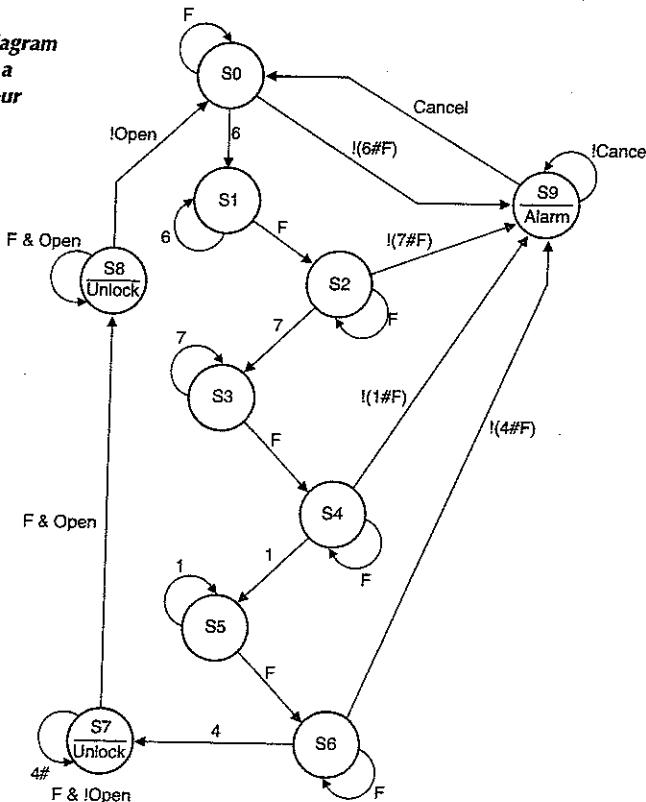 agram
a
ur
F
S0
Cancel
!Open
6
!(6#F)
!Cance
S9
Alarm
S1
6
F
!(7#F)
F & Open
S8
Unlock
S2
F
7
7
S3
!(1#F)
!(4#F)
F
S4
F & Open
1
F
1
S5
F
S7
Unlock
4
S6
4#
F & !Open
F